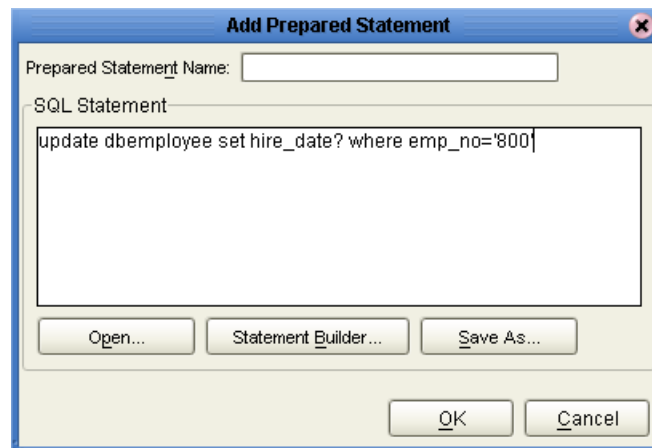 Add Prepared Statement
Prepared Statement Name:
SQL Statement
update dbemployee set hire_date? where emp_no='800'
Open...
Statement Builder...
Save As...
OK
Cancel